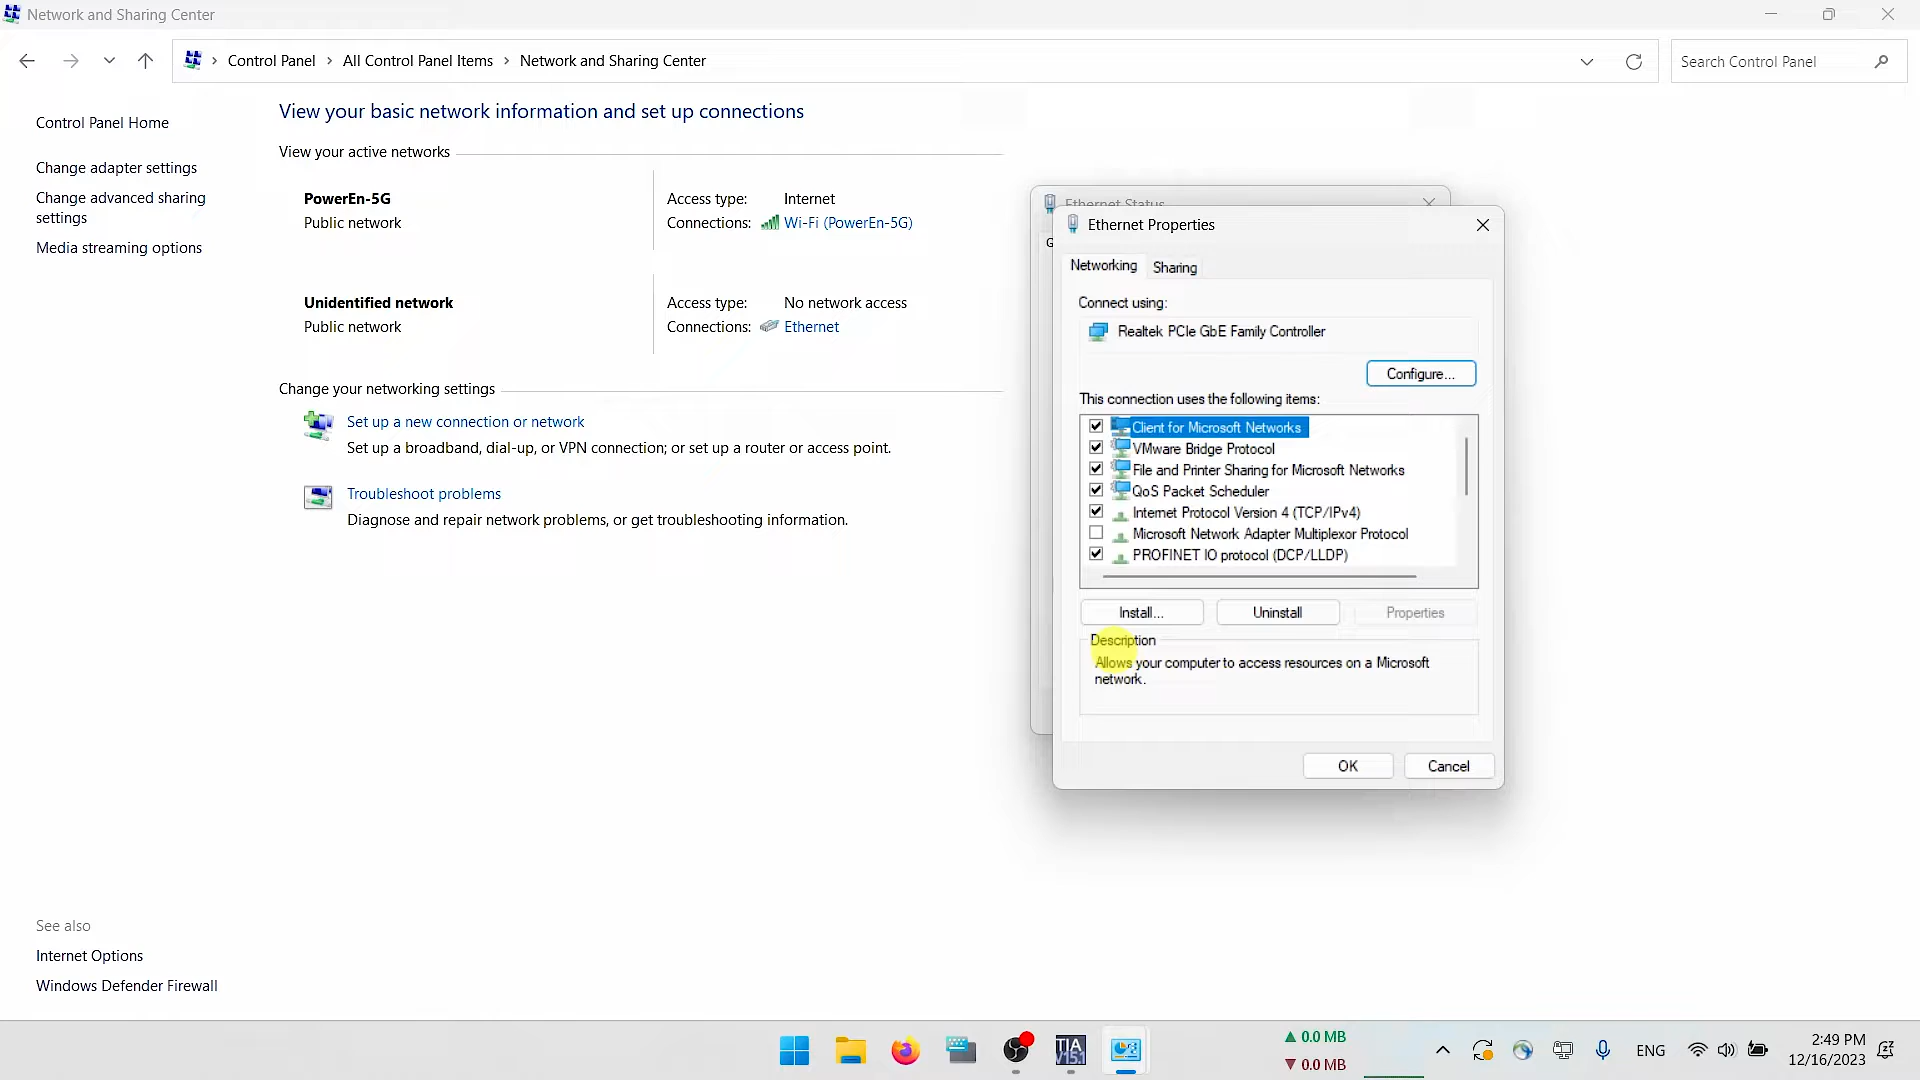 Network and Sharing Center
Control Panel > All Control Panel Items > Network and Sharing Center
Search Control Panel
Control Panel Home
Change adapter settings
Change advanced sharing
settings
Media streaming options
View your basic network information and set up connections
View your active networks
PowerEn-5G
Public network
Access type: Internet
Connections: Wi-Fi (PowerEn-5G)
Unidentified network
Public network
Access type: No network access
Connections: Ethernet
Change your networking settings
Set up a new connection or network
Set up a broadband, dial-up, or VPN connection; or set up a router or access point.
Troubleshoot problems
Diagnose and repair network problems, or get troubleshooting information.
See also
Internet Options
Windows Defender Firewall
Ethernet Status
G
Ethernet Properties
Networking
Sharing
Connect using:
Realtek PCIe GbE Family Controller
Configure...
This connection uses the following items:
Client for Microsoft Networks
VMware Bridge Protocol
File and Printer Sharing for Microsoft Networks
QoS Packet Scheduler
Internet Protocol Version 4 (TCP/IPv4)
Microsoft Network Adapter Multiplexor Protocol
PROFINET IO protocol (DCP/LLDP)
Install...
Uninstall
Properties
Description
Allows your computer to access resources on a Microsoft
network.
OK
Cancel
TIA
V15.1
▲ 0.0 MB
▼ 0.0 MB
ENG
2:49 PM
12/16/2023